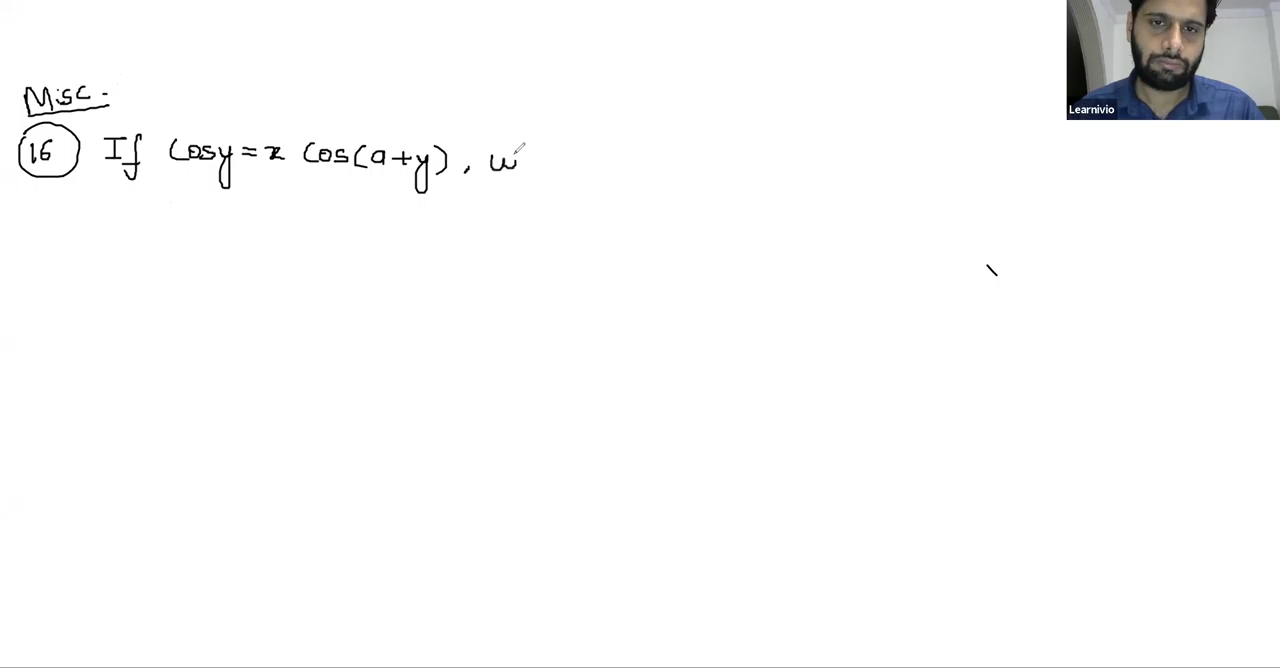 Learnivio
Misc.
16 If Cosy = x Cos(a+y), w